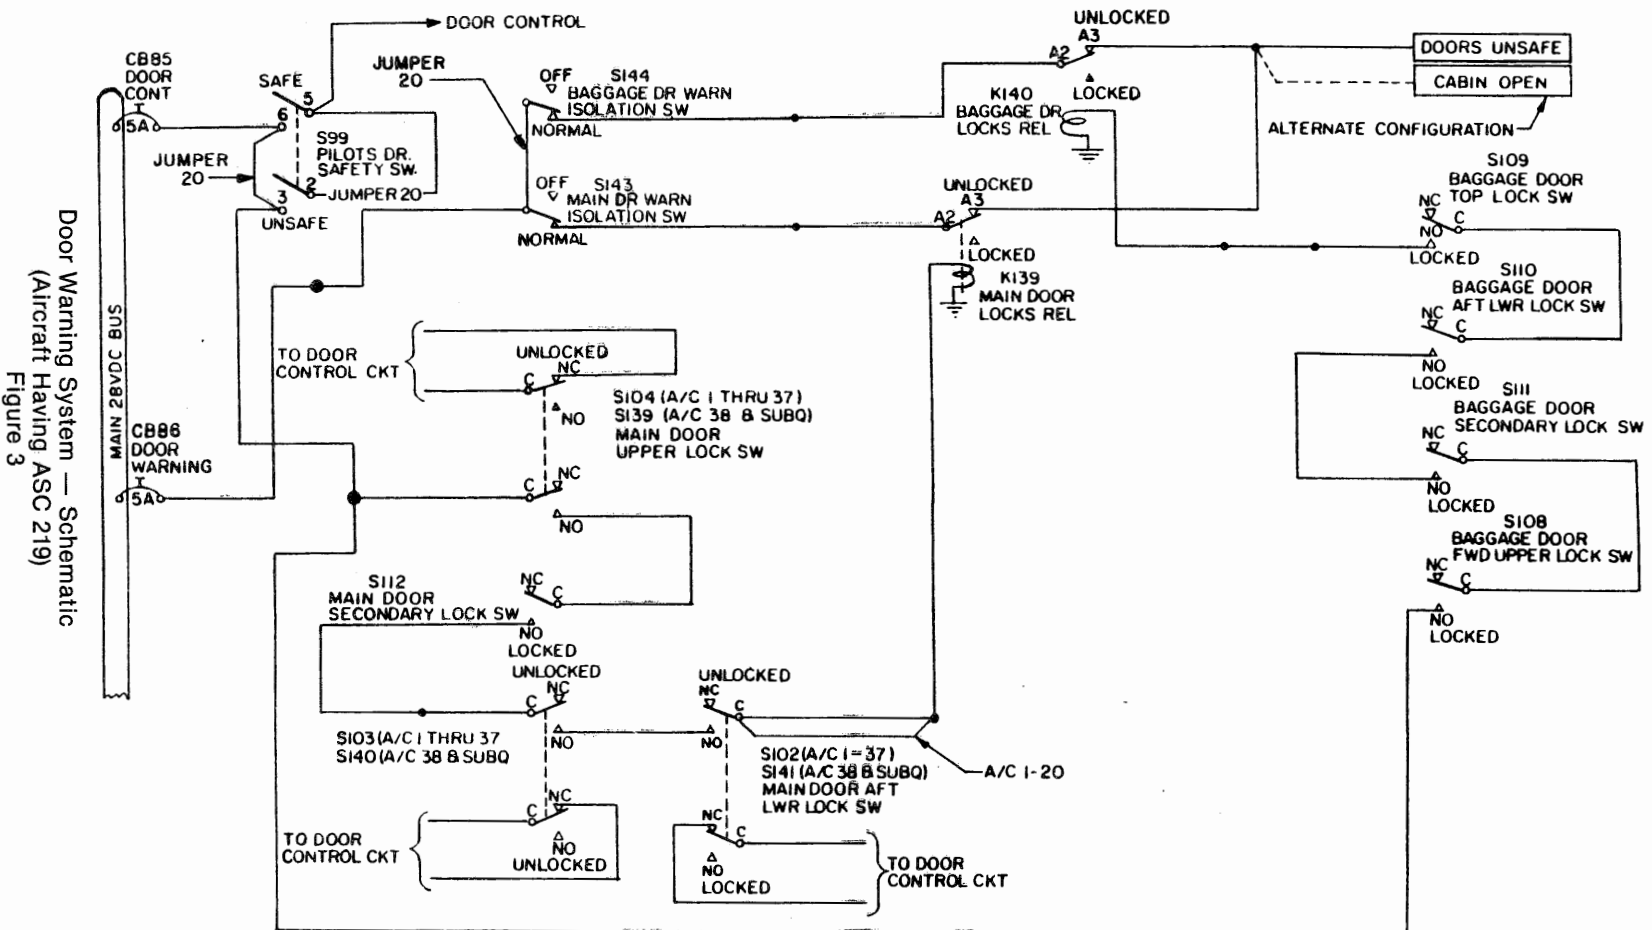 DOOR CONTROL
UNLOCKED
A3
A2
DOORS UNSAFE
CABIN OPEN
ALTERNATE CONFIGURATION
LOCKED
K140
BAGGAGE DR.
LOCKS REL
CB85
DOOR
CONT
5A
SAFE
5
6
S99
PILOTS DR.
SAFETY SW.
JUMPER
20
2
JUMPER 20
3
UNSAFE
JUMPER
20
OFF
S144
BAGGAGE DR WARN
ISOLATION SW
NORMAL
OFF
S143
MAIN DR WARN
ISOLATION SW
NORMAL
UNLOCKED
A3
A2
LOCKED
K139
MAIN DOOR
LOCKS REL
S109
BAGGAGE DOOR
TOP LOCK SW
NC
C
NO
LOCKED
S110
BAGGAGE DOOR
AFT LWR LOCK SW
NC
C
NO
LOCKED
S111
BAGGAGE DOOR
SECONDARY LOCK SW
NC
C
NO
LOCKED
S108
BAGGAGE DOOR
FWD UPPER LOCK SW
NC
C
NO
LOCKED
MAIN 28VDC BUS
CB86
DOOR
WARNING
5A
TO DOOR
CONTROL CKT
UNLOCKED
NC
C
NO
S104 (A/C 1 THRU 37)
S139 (A/C 38 & SUBQ)
MAIN DOOR
UPPER LOCK SW
NC
C
NO
S112
MAIN DOOR
SECONDARY LOCK SW
NC
C
NO
LOCKED
UNLOCKED
NC
C
NO
S103 (A/C 1 THRU 37
S140 (A/C 38 & SUBQ
UNLOCKED
NC
C
NO
S102 (A/C 1-37)
S141 (A/C 38 & SUBQ)
MAIN DOOR AFT
LWR LOCK SW
A/C 1-20
TO DOOR
CONTROL CKT
NC
C
NO
UNLOCKED
NC
C
NO
LOCKED
TO DOOR
CONTROL CKT
Door Warning System — Schematic
(Aircraft Having ASC 219)
Figure 3